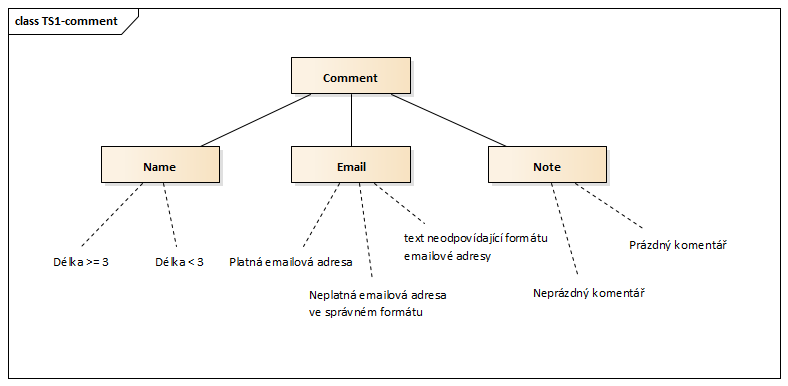 class TS1-comment
Comment
Name
Email
Note
Délka >= 3
Délka < 3
Platná emailová adresa
Neplatná emailová adresa
ve správném formátu
text neodpovídající formátu
emailové adresy
Neprázdný komentář
Prázdný komentář